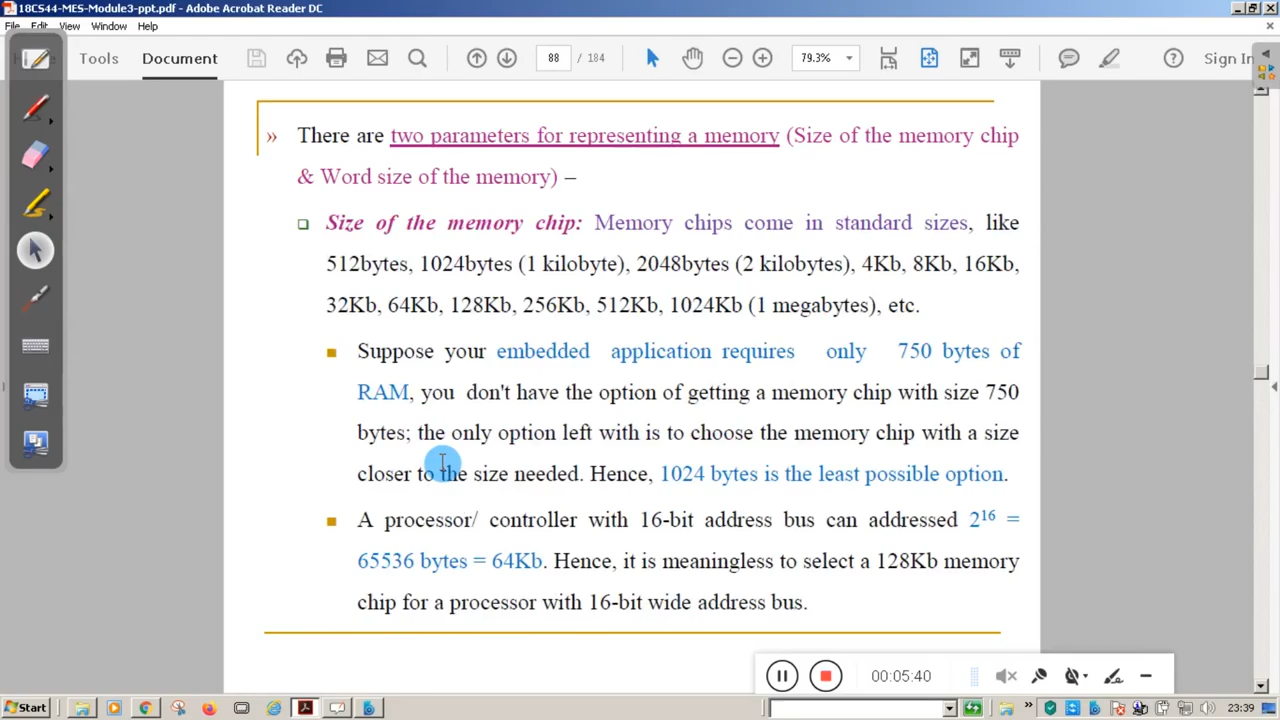 18CS44-MES-Module3-ppt.pdf - Adobe Acrobat Reader DC
File Edit View Window Help
Tools Document 88 / 184 79.3% Sign In
» There are two parameters for representing a memory (Size of the memory chip
& Word size of the memory) –
Size of the memory chip: Memory chips come in standard sizes, like
512bytes, 1024bytes (1 kilobyte), 2048bytes (2 kilobytes), 4Kb, 8Kb, 16Kb,
32Kb, 64Kb, 128Kb, 256Kb, 512Kb, 1024Kb (1 megabytes), etc.
Suppose your embedded application requires only 750 bytes of
RAM, you don't have the option of getting a memory chip with size 750
bytes; the only option left with is to choose the memory chip with a size
closer to the size needed. Hence, 1024 bytes is the least possible option.
A processor/ controller with 16-bit address bus can addressed 2¹⁶ =
65536 bytes = 64Kb. Hence, it is meaningless to select a 128Kb memory
chip for a processor with 16-bit wide address bus.
00:05:40
Start 23:39